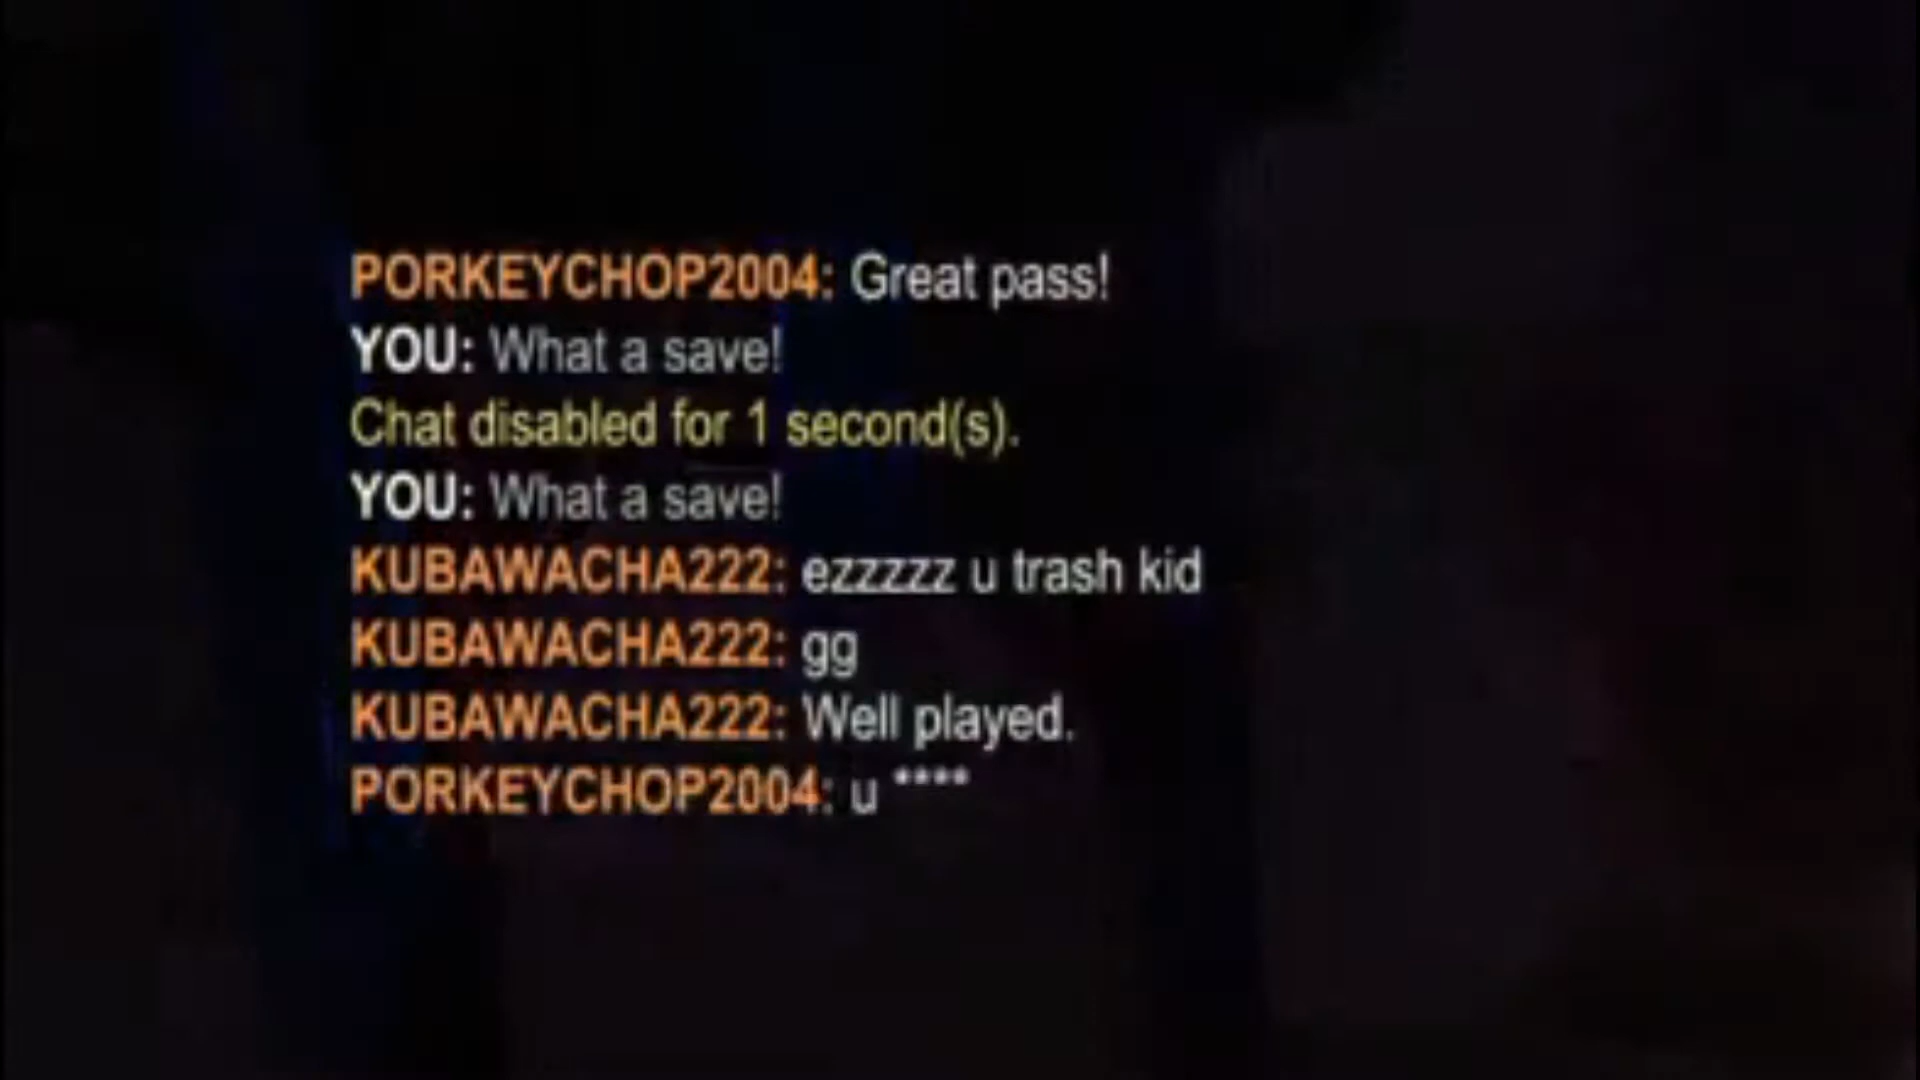 PORKEYCHOP2004: Great pass!
YOU: What a save!
Chat disabled for 1 second(s).
YOU: What a save!
KUBAWACHA222: ezzzzz u trash kid
KUBAWACHA222: gg
KUBAWACHA222: Well played.
PORKEYCHOP2004: u ****